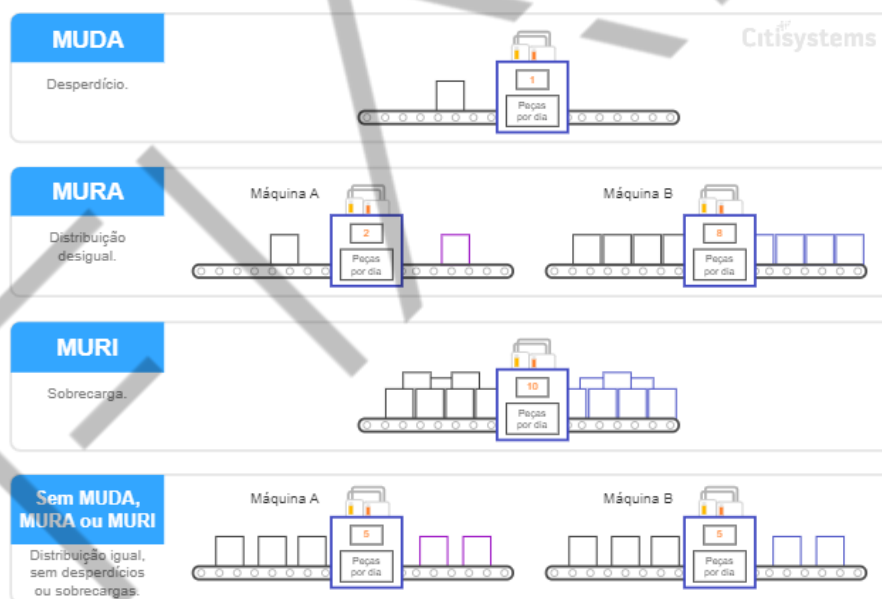 MUDA
Desperdício.
Citisystems
1
Peças
por dia
MURA
Distribuição
desigual.
Máquina A
2
Peças
por dia
Máquina B
8
Peças
por dia
MURI
Sobrecarga.
10
Peças
por dia
Sem MUDA,
MURA ou MURI
Distribuição igual,
sem desperdícios
ou sobrecargas.
Máquina A
5
Peças
por dia
Máquina B
5
Peças
por dia